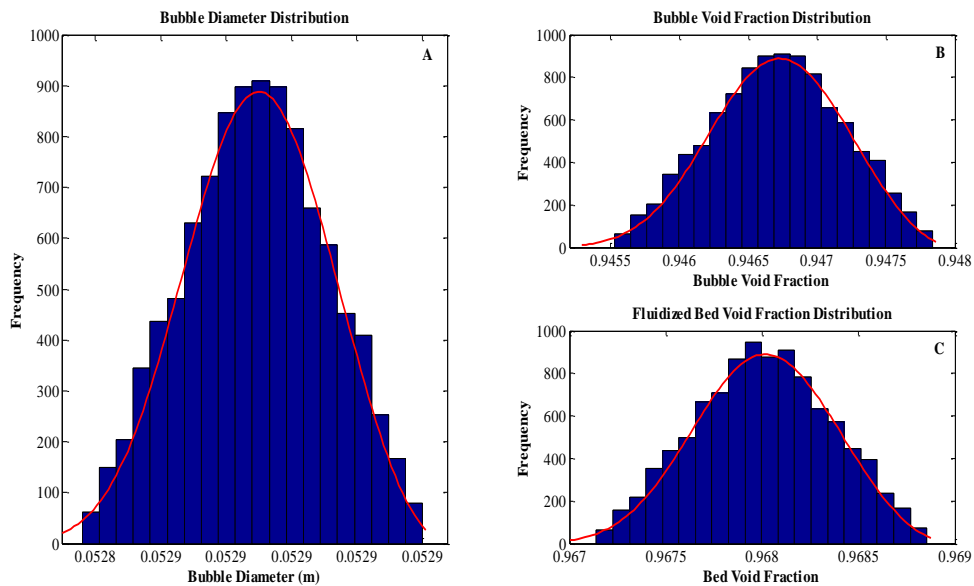 Bubble Diameter Distribution
A
1000
900
800
700
600
500
400
300
200
100
0
Frequency
0.0528 0.0529 0.0529 0.0529 0.0529 0.0529
Bubble Diameter (m)
Bubble Void Fraction Distribution
B
1000
800
600
400
200
0
Frequency
0.9455 0.946 0.9465 0.947 0.9475 0.948
Bubble Void Fraction
Fluidized Bed Void Fraction Distribution
C
1000
800
600
400
200
0
Frequency
0.967 0.9675 0.968 0.9685 0.969
Bed Void Fraction